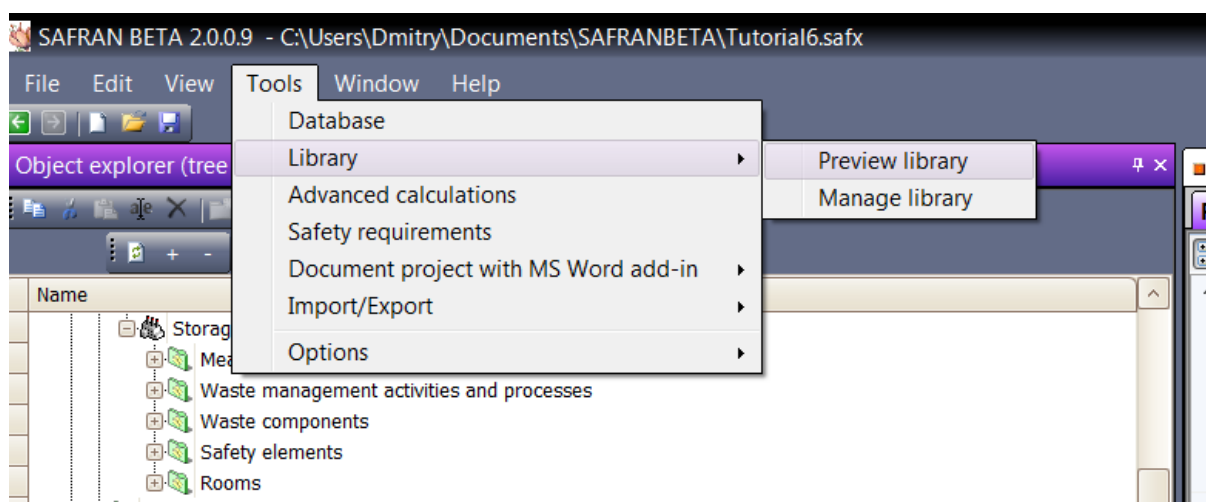 SAFRAN BETA 2.0.0.9 - C:\Users\Dmitry\Documents\SAFRANBETA\Tutorial6.safx
File Edit View Tools Window Help
Database
Library
Preview library
Manage library
Advanced calculations
Safety requirements
Document project with MS Word add-in
Import/Export
Options
Object explorer (tree
Name
Storag
Mea
Waste management activities and processes
Waste components
Safety elements
Rooms